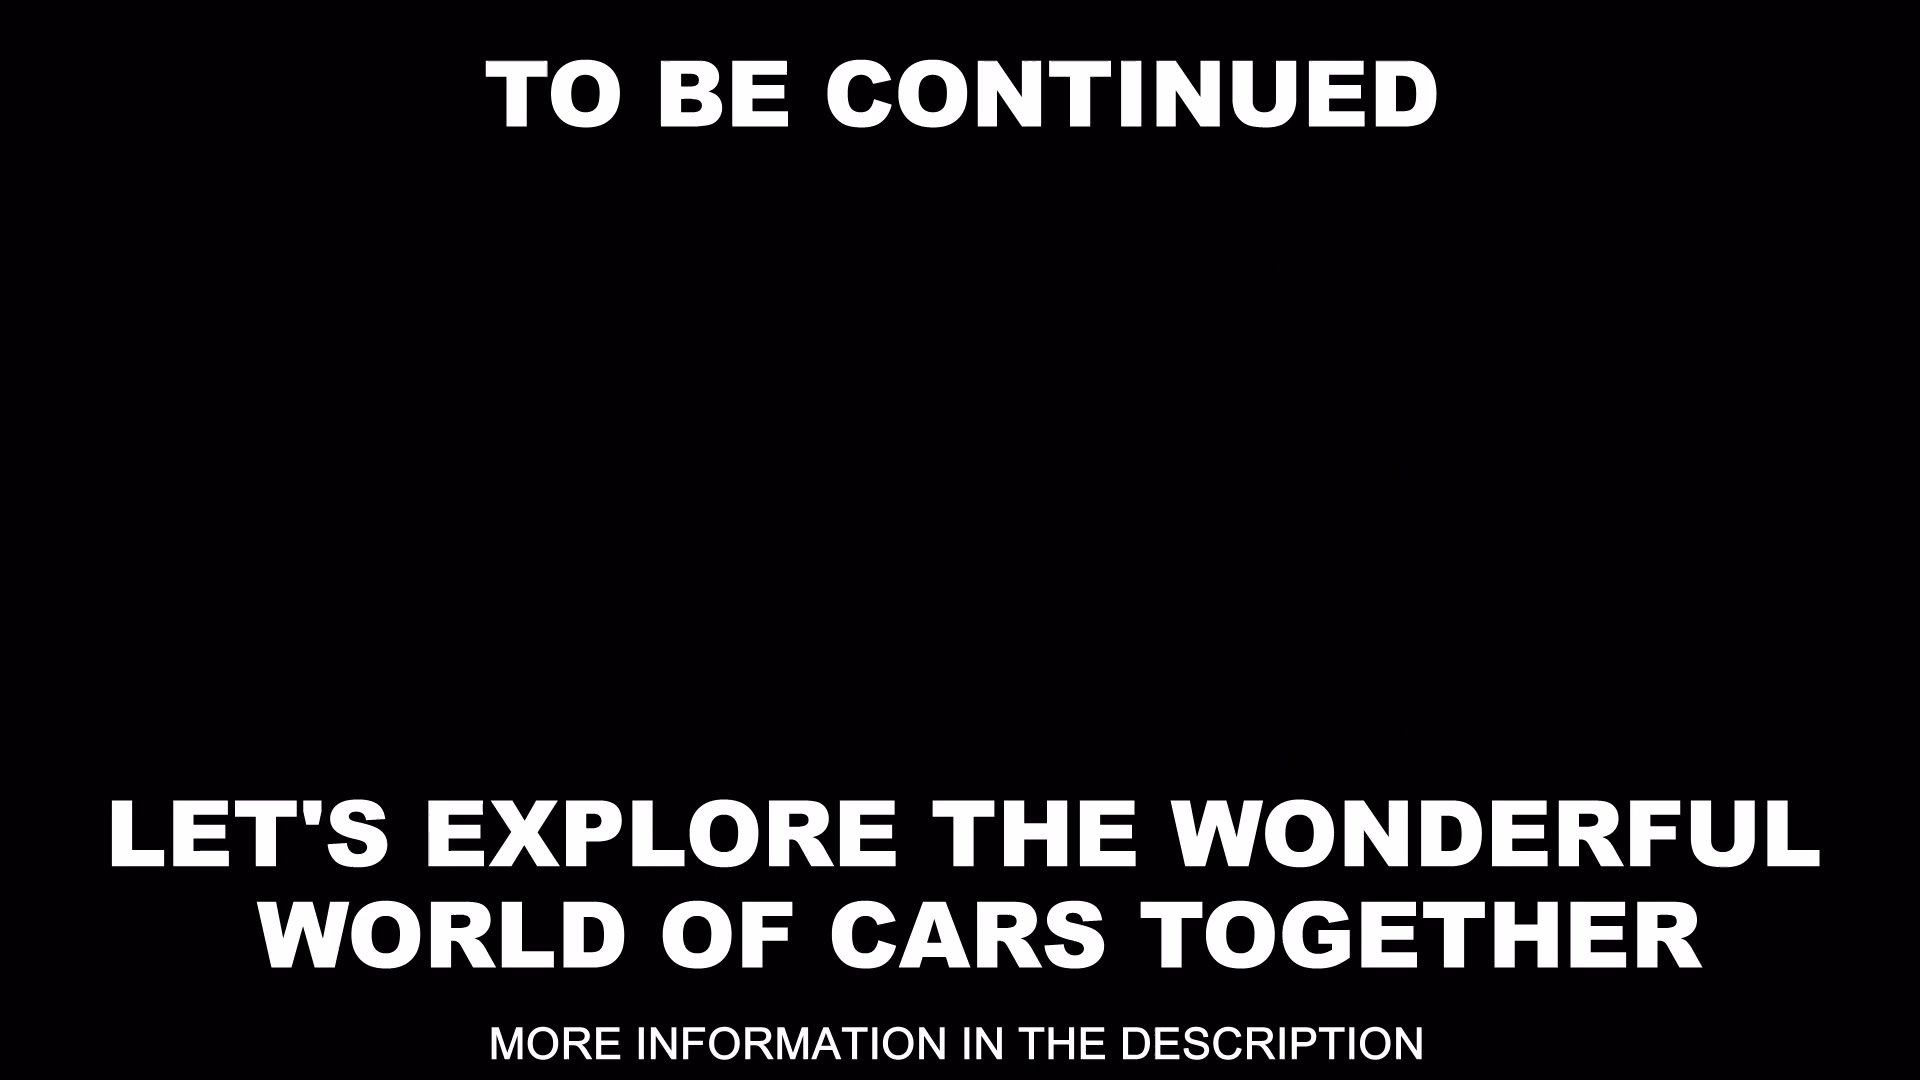 TO BE CONTINUED
LET'S EXPLORE THE WONDERFUL
WORLD OF CARS TOGETHER
MORE INFORMATION IN THE DESCRIPTION